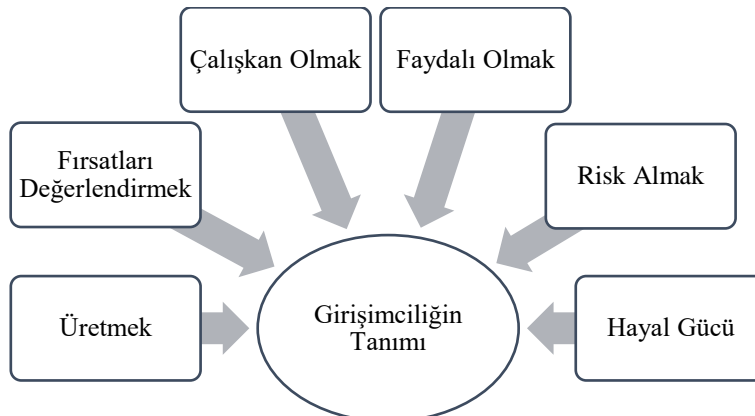 Çalışkan Olmak
Faydalı Olmak
Fırsatları
Değerlendirmek
Risk Almak
Üretmek
Girişimciliğin
Tanımı
Hayal Gücü